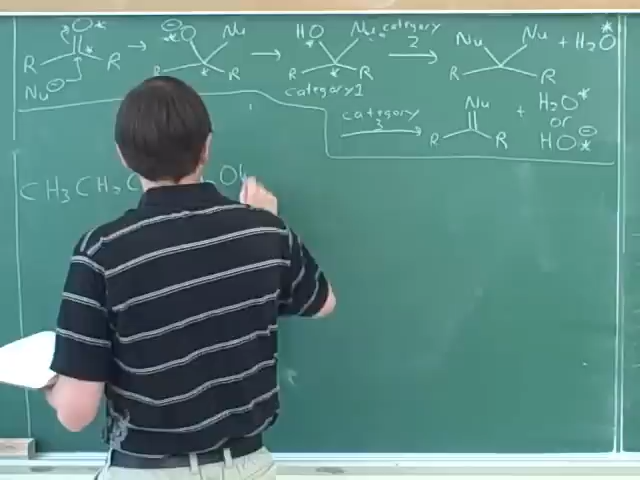 O* → ⊖O* Nu → HO* Nu category 2 → Nu Nu + H₂O*
R R R * R R * R R R
Nu⊖ category 1
category 3 → Nu + H₂O*
R R or
HO⊖*
CH₃CH₂C OH